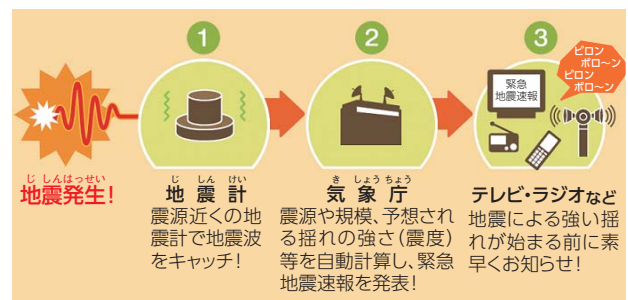 1
2
3
ピロン
ポロ〜ン
ピロン
ポロ〜ン
緊急
地震速報
じしんはっせい
地震発生！
じしんけい
地震計
震源近くの地
震計で地震波
をキャッチ！
きしょうちょう
気象庁
震源や規模、予想され
る揺れの強さ（震度）
等を自動計算し、緊急
地震速報を発表！
テレビ・ラジオなど
地震による強い揺
れが始まる前に素
早くお知らせ！